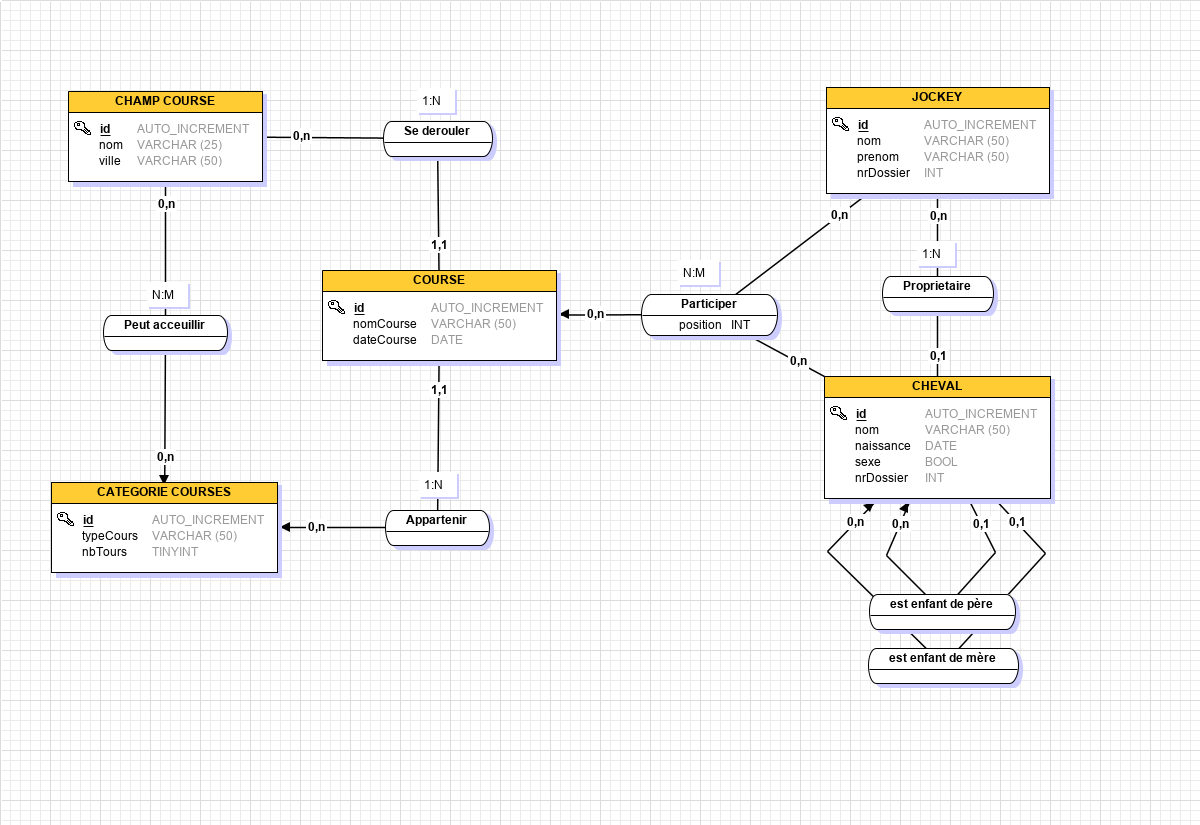 CHAMP COURSE
id AUTO_INCREMENT
nom VARCHAR (25)
ville VARCHAR (50)
0,n
1:N
Se derouler
JOCKEY
id AUTO_INCREMENT
nom VARCHAR (50)
prenom VARCHAR (50)
nrDossier INT
0,n
N:M
Peut acceuillir
0,n
1,1
COURSE
id AUTO_INCREMENT
nomCourse VARCHAR (50)
dateCourse DATE
0,n
N:M
Participer
position INT
0,n
0,n
0,n
1:N
Proprietaire
0,1
CHEVAL
id AUTO_INCREMENT
nom VARCHAR (50)
naissance DATE
sexe BOOL
nrDossier INT
1,1
1:N
Appartenir
0,n
CATEGORIE COURSES
id AUTO_INCREMENT
typeCours VARCHAR (50)
nbTours TINYINT
0,n
0,n
0,1
0,1
est enfant de père
est enfant de mère